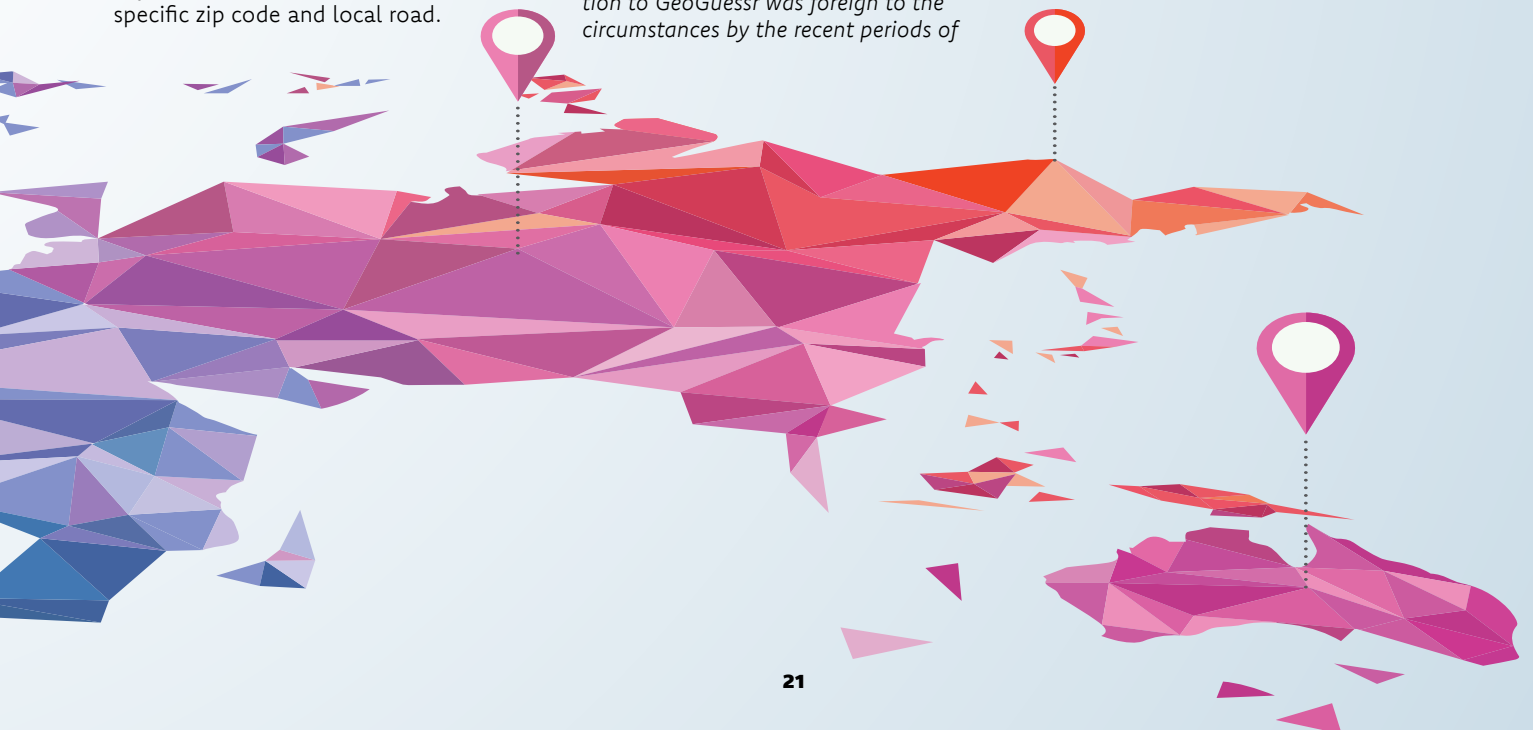 specific zip code and local road.
tion to GeoGuessr was foreign to the
circumstances by the recent periods of
21